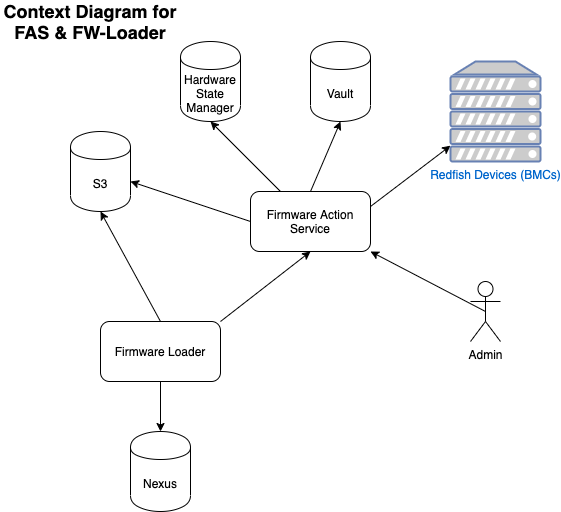 Context Diagram for
FAS & FW-Loader
Hardware
State
Manager
Vault
Redfish Devices (BMCs)
S3
Firmware Action
Service
Firmware Loader
Admin
Nexus